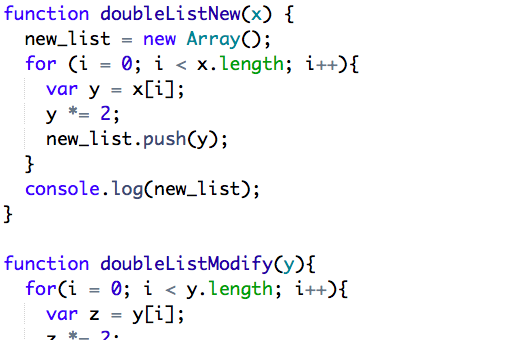 function doubleListNew(x) {
  new_list = new Array();
  for (i = 0; i < x.length; i++){
    var y = x[i];
    y *= 2;
    new_list.push(y);
  }
  console.log(new_list);
}

function doubleListModify(y){
  for(i = 0; i < y.length; i++){
    var z = y[i];
    z *= 2;